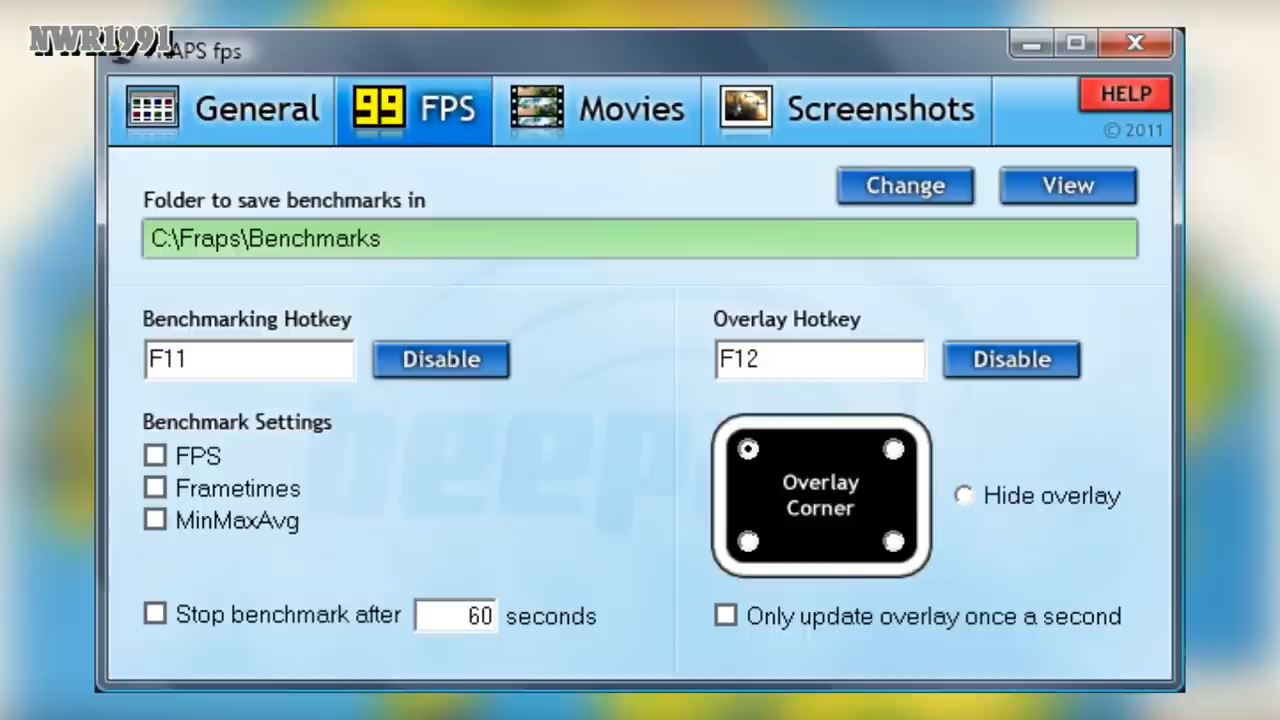 NWR1991
FRAPS fps
General
99 FPS
Movies
Screenshots
HELP
© 2011
Folder to save benchmarks in
Change
View
C:\Fraps\Benchmarks
Benchmarking Hotkey
F11
Disable
Overlay Hotkey
F12
Disable
Benchmark Settings
FPS
Frametimes
MinMaxAvg
Overlay
Corner
Hide overlay
Stop benchmark after 60 seconds
Only update overlay once a second